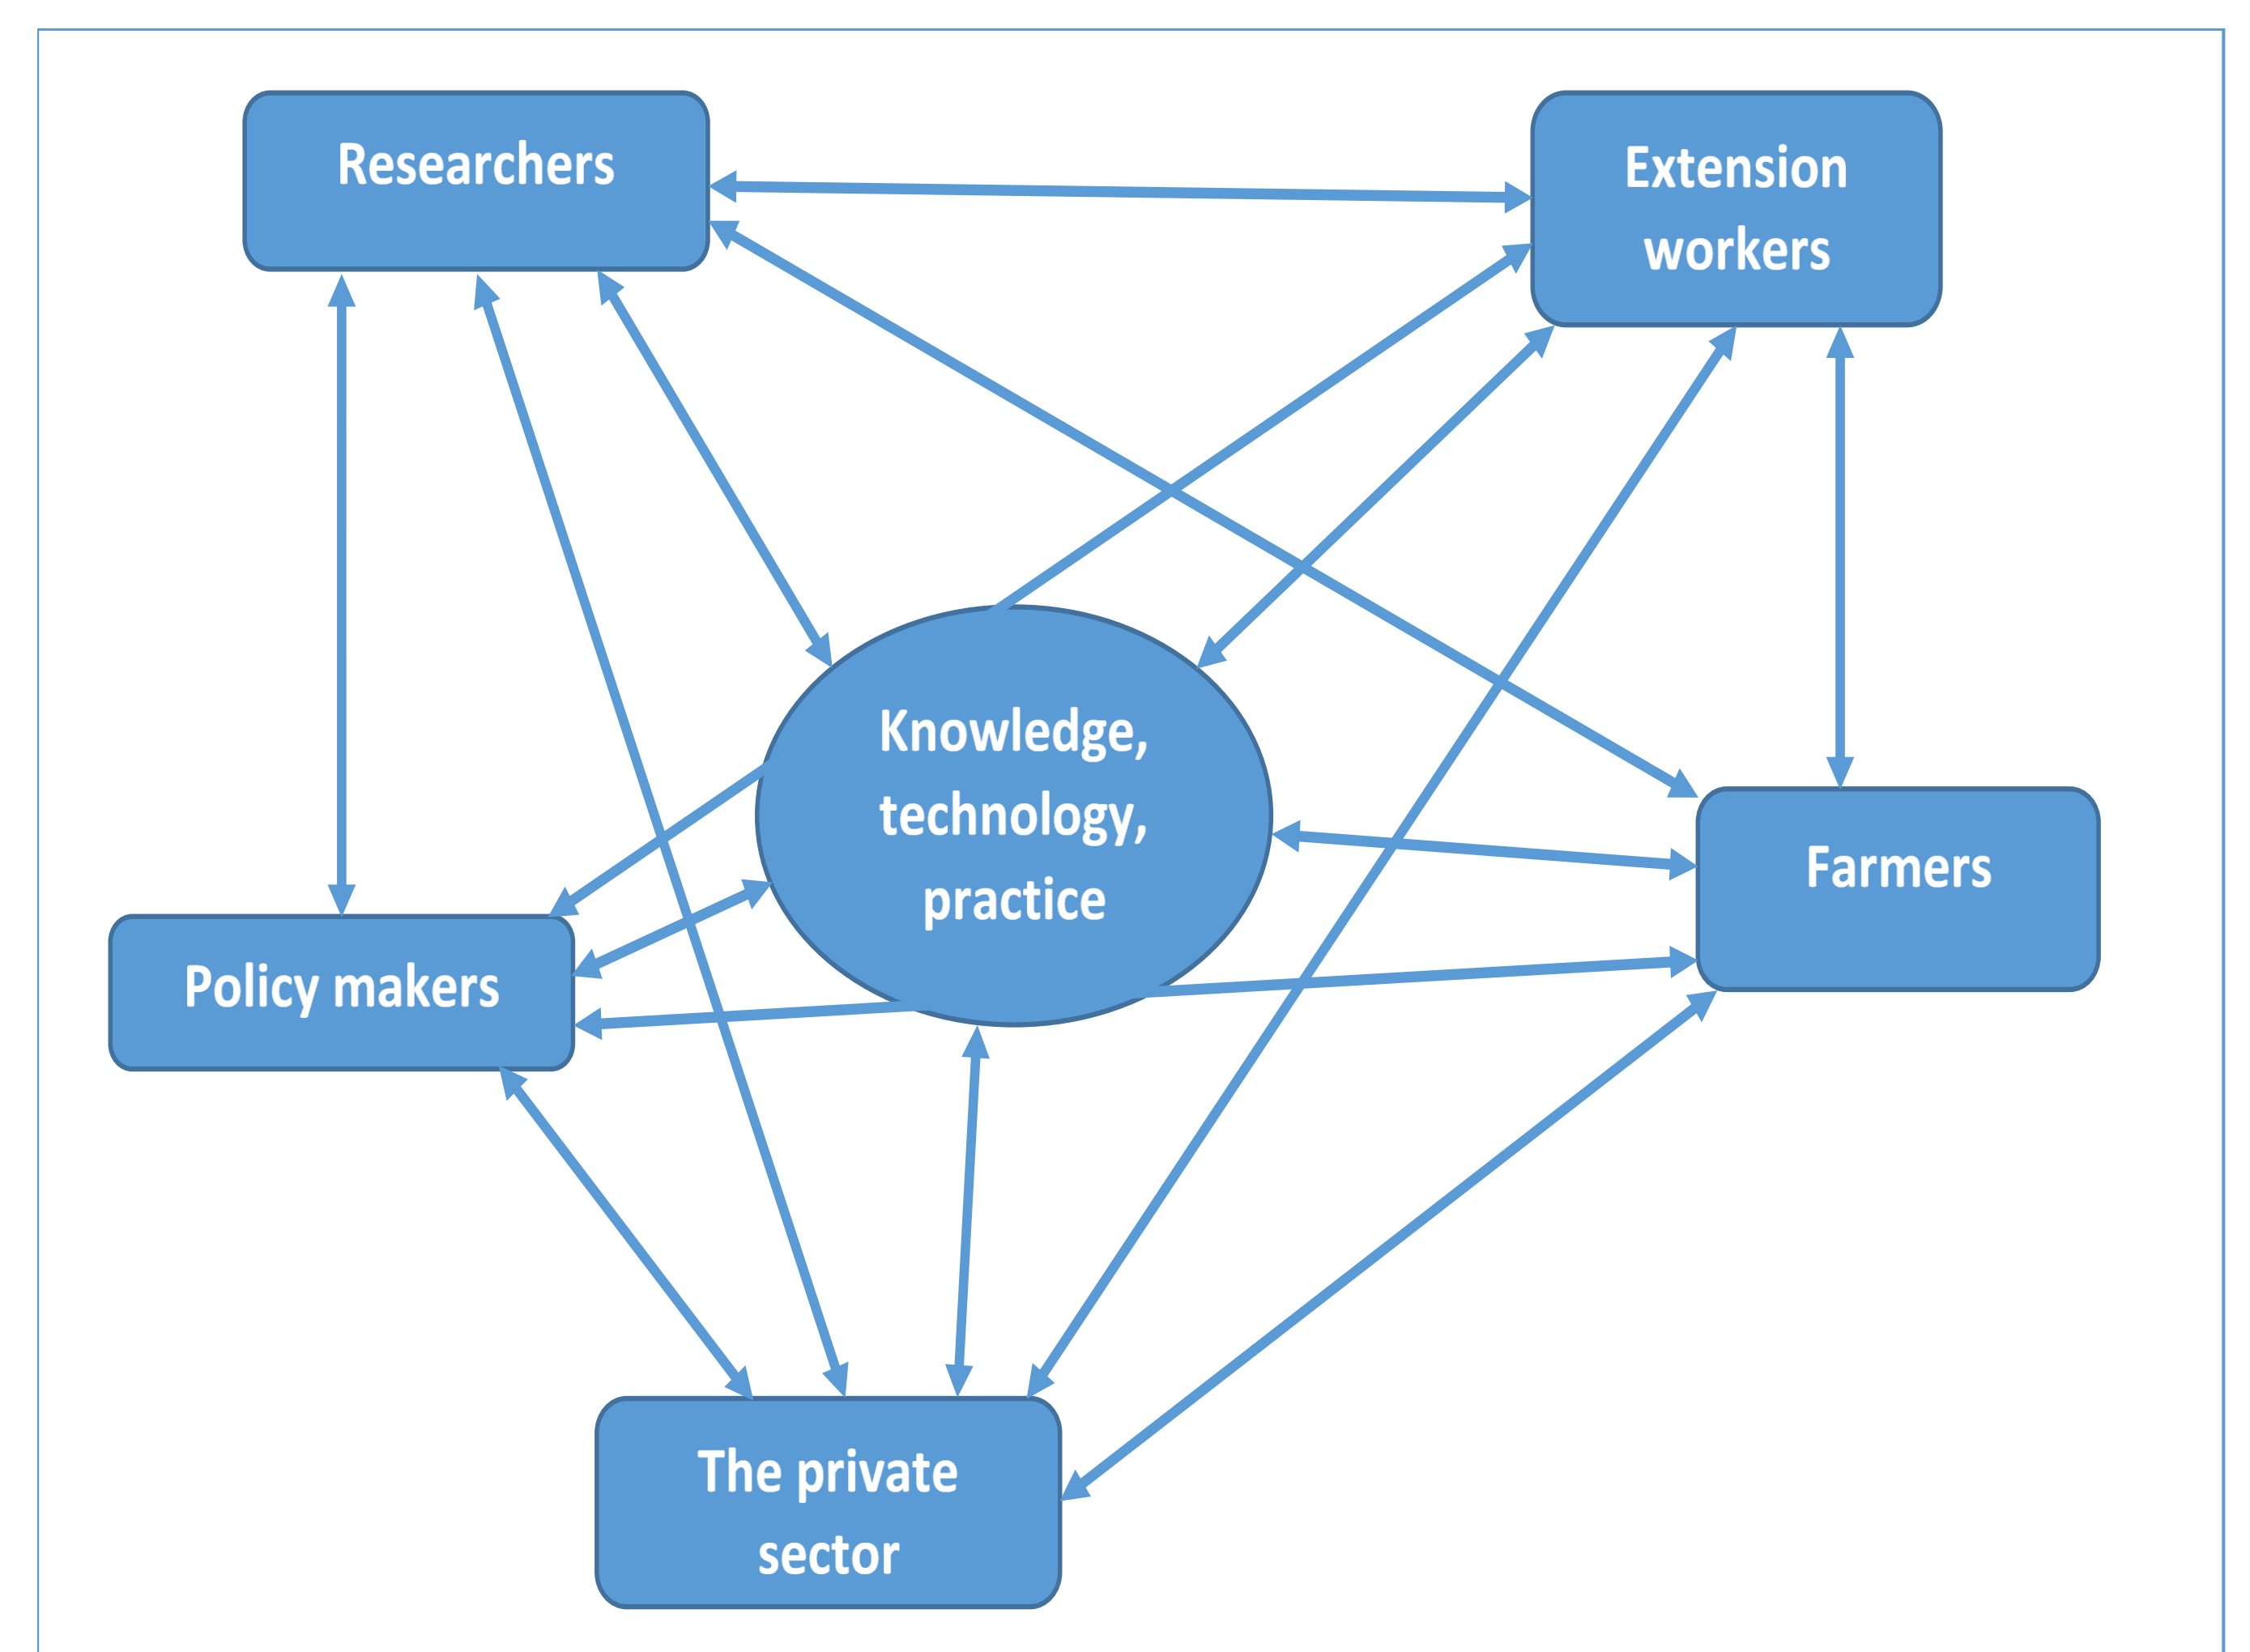 Researchers
Extension
workers
Knowledge,
technology,
practice
Farmers
Policy makers
The private
sector